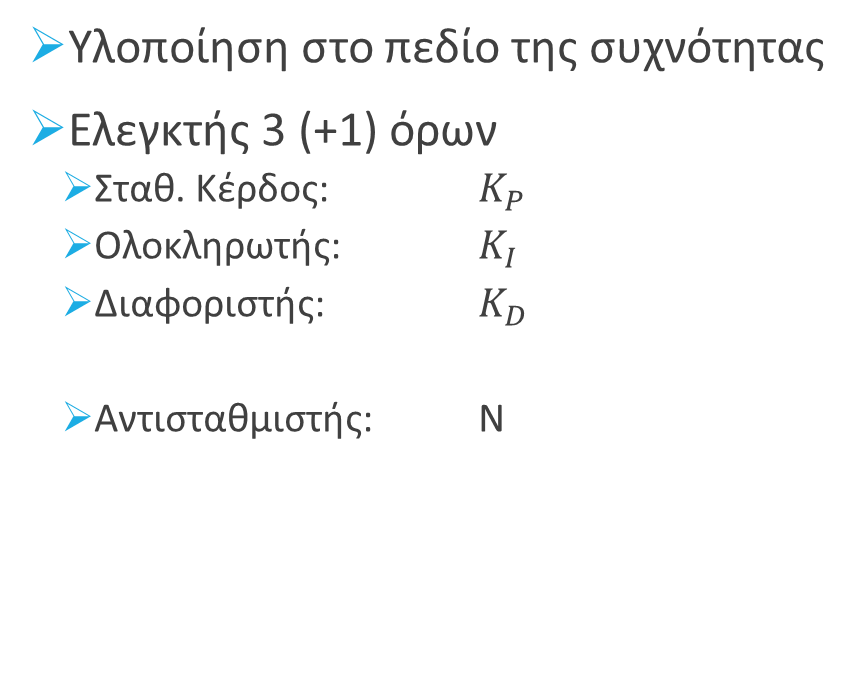 ➢Υλοποίηση στο πεδίο της συχνότητας
➢Ελεγκτής 3 (+1) όρων
➢Σταθ. Κέρδος: K_P
➢Ολοκληρωτής: K_I
➢Διαφοριστής: K_D
➢Αντισταθμιστής: N